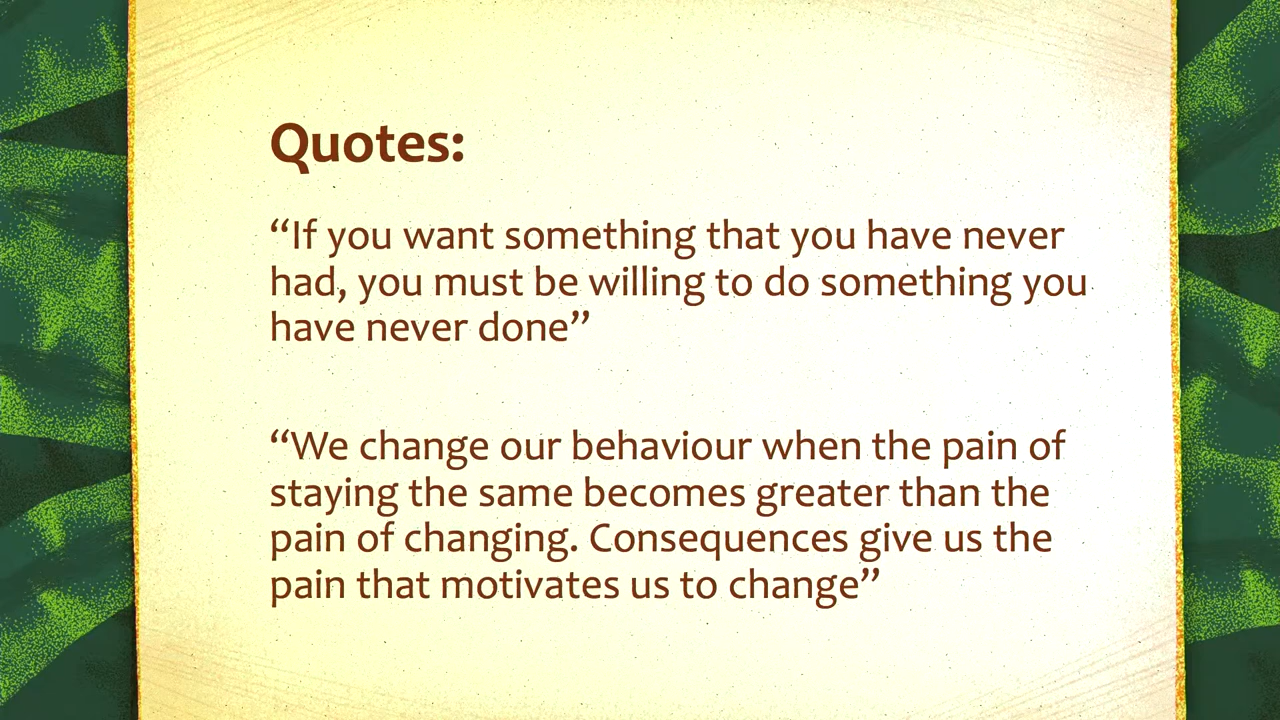 Quotes:
“If you want something that you have never
had, you must be willing to do something you
have never done”
“We change our behaviour when the pain of
staying the same becomes greater than the
pain of changing. Consequences give us the
pain that motivates us to change”